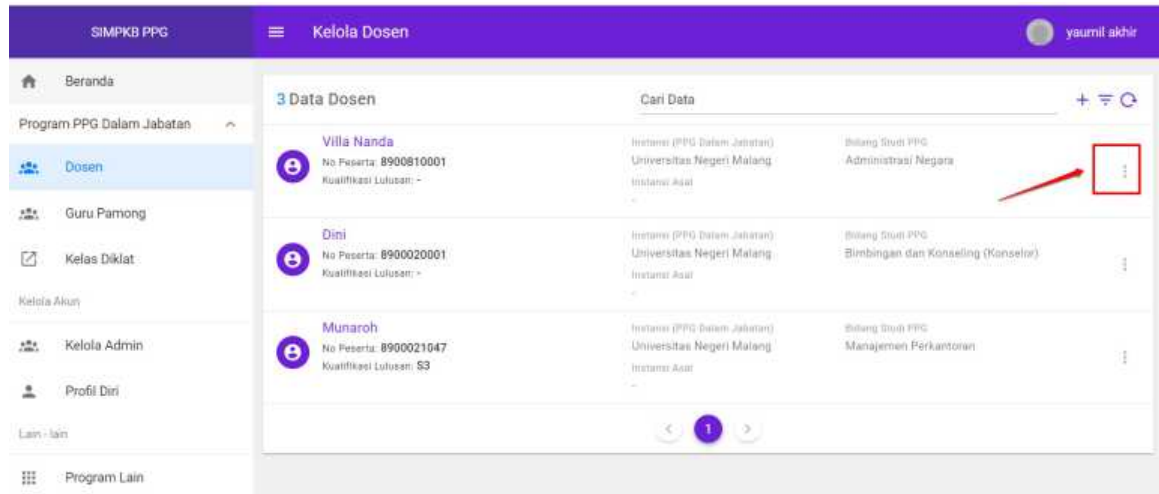 SIMPKB PPG
Kelola Dosen
yaumil akhir
Beranda
Program PPG Dalam Jabatan
Dosen
Guru Pamong
Kelas Diklat
Kelola Akun
Kelola Admin
Profil Diri
Lain - lain
Program Lain
3 Data Dosen
Cari Data
Villa Nanda
No Peserta: 8900810001
Kualifikasi Lulusan: -
Instansi (PPG Dalam Jabatan)
Universitas Negeri Malang
Instansi Asal
-
Bidang Studi PPG
Administrasi Negara
Dini
No Peserta: 8900020001
Kualifikasi Lulusan: -
Instansi (PPG Dalam Jabatan)
Universitas Negeri Malang
Instansi Asal
-
Bidang Studi PPG
Bimbingan dan Konseling (Konselor)
Munaroh
No Peserta: 8900021047
Kualifikasi Lulusan: S3
Instansi (PPG Dalam Jabatan)
Universitas Negeri Malang
Instansi Asal
-
Bidang Studi PPG
Manajemen Perkantoran
1